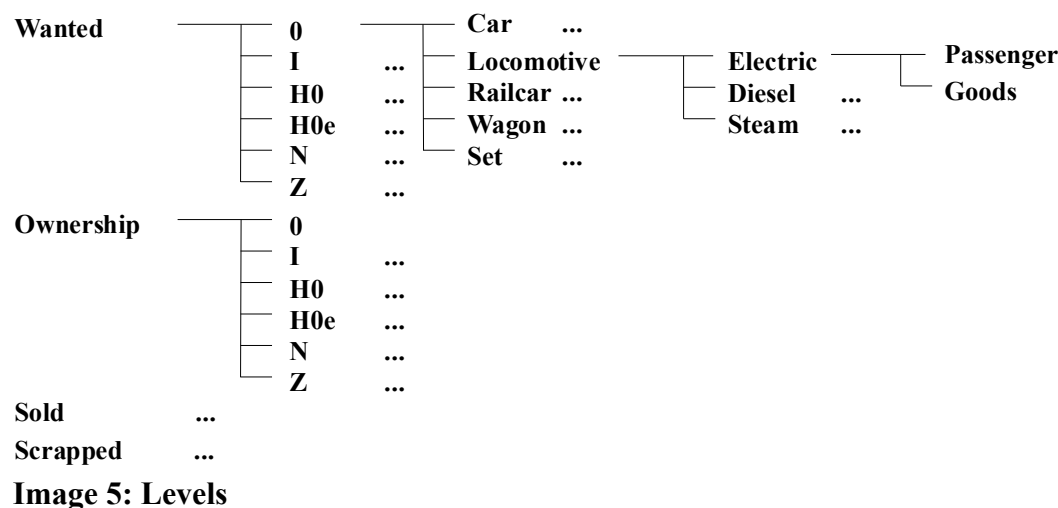 Wanted 0 Car ...
I ... Locomotive Electric Passenger
H0 ... Railcar ... Diesel ... Goods
H0e ... Wagon ... Steam ...
N ... Set ...
Z ...
Ownership 0
I ...
H0 ...
H0e ...
N ...
Z ...
Sold ...
Scrapped ...
Image 5: Levels